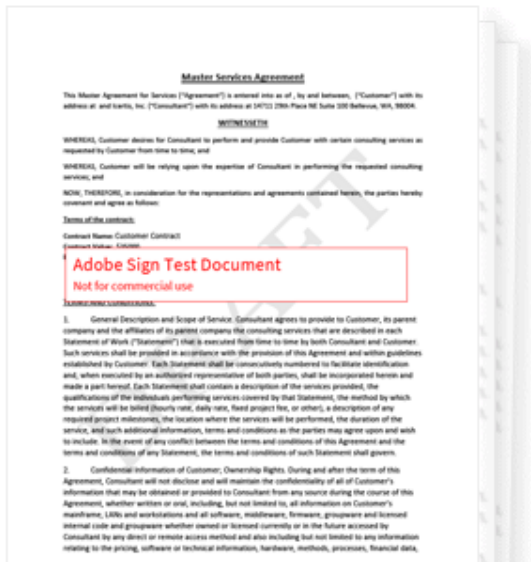 Master Services Agreement
This Master Agreement for Services ("Agreement") is entered into as of , by and between, ("Customer") with its
address at and Icertis, Inc. ("Consultant") with its address at 14711 29th Place NE Suite 100 Bellevue, WA, 98004.
WITNESSETH
WHEREAS, Customer desires for Consultant to perform and provide Customer with certain consulting services as
requested by Customer from time to time; and
WHEREAS, Customer will be relying upon the expertise of Consultant in performing the requested consulting
services; and
NOW, THEREFORE, in consideration for the representations and agreements contained herein, the parties hereby
covenant and agree as follows:
Terms of the contract:
Contract Name: Customer Contract
Contract Value:
Adobe Sign Test Document
Not for commercial use
TERMS AND CONDITIONS:
1. General Description and Scope of Service. Consultant agrees to provide to Customer, its parent
company and the affiliates of its parent company the consulting services that are described in each
Statement of Work ("Statement") that is executed from time to time by both Consultant and Customer.
Such services shall be provided in accordance with the provision of this Agreement and within guidelines
established by Customer. Each Statement shall be consecutively numbered to facilitate identification
and, when executed by an authorized representative of both parties, shall be incorporated herein and
made a part hereof. Each Statement shall contain a description of the services provided, the
qualifications of the individuals performing services covered by that Statement, the method by which
the services will be billed (hourly rate, daily rate, fixed project fee, or other), a description of any
required project milestones, the location where the services will be performed, the duration of the
service, and such additional information, terms and conditions as the parties may agree upon and wish
to include. In the event of any conflict between the terms and conditions of this Agreement and the
terms and conditions of any Statement, the terms and conditions of such Statement shall govern.
2. Confidential Information of Customer; Ownership Rights. During and after the term of this
Agreement, Consultant will not disclose and will maintain the confidentiality of all of Customer's
information that may be obtained or provided to Consultant from any source during the course of this
Agreement, whether written or oral, including, but not limited to, all information on Customer's
mainframe, LANs and workstations and all software, middleware, firmware, groupware and licensed
internal code and groupware whether owned or licensed currently or in the future accessed by
Consultant by any direct or remote access method and also including but not limited to any information
relating to the pricing, software or technical information, hardware, methods, processes, financial data,